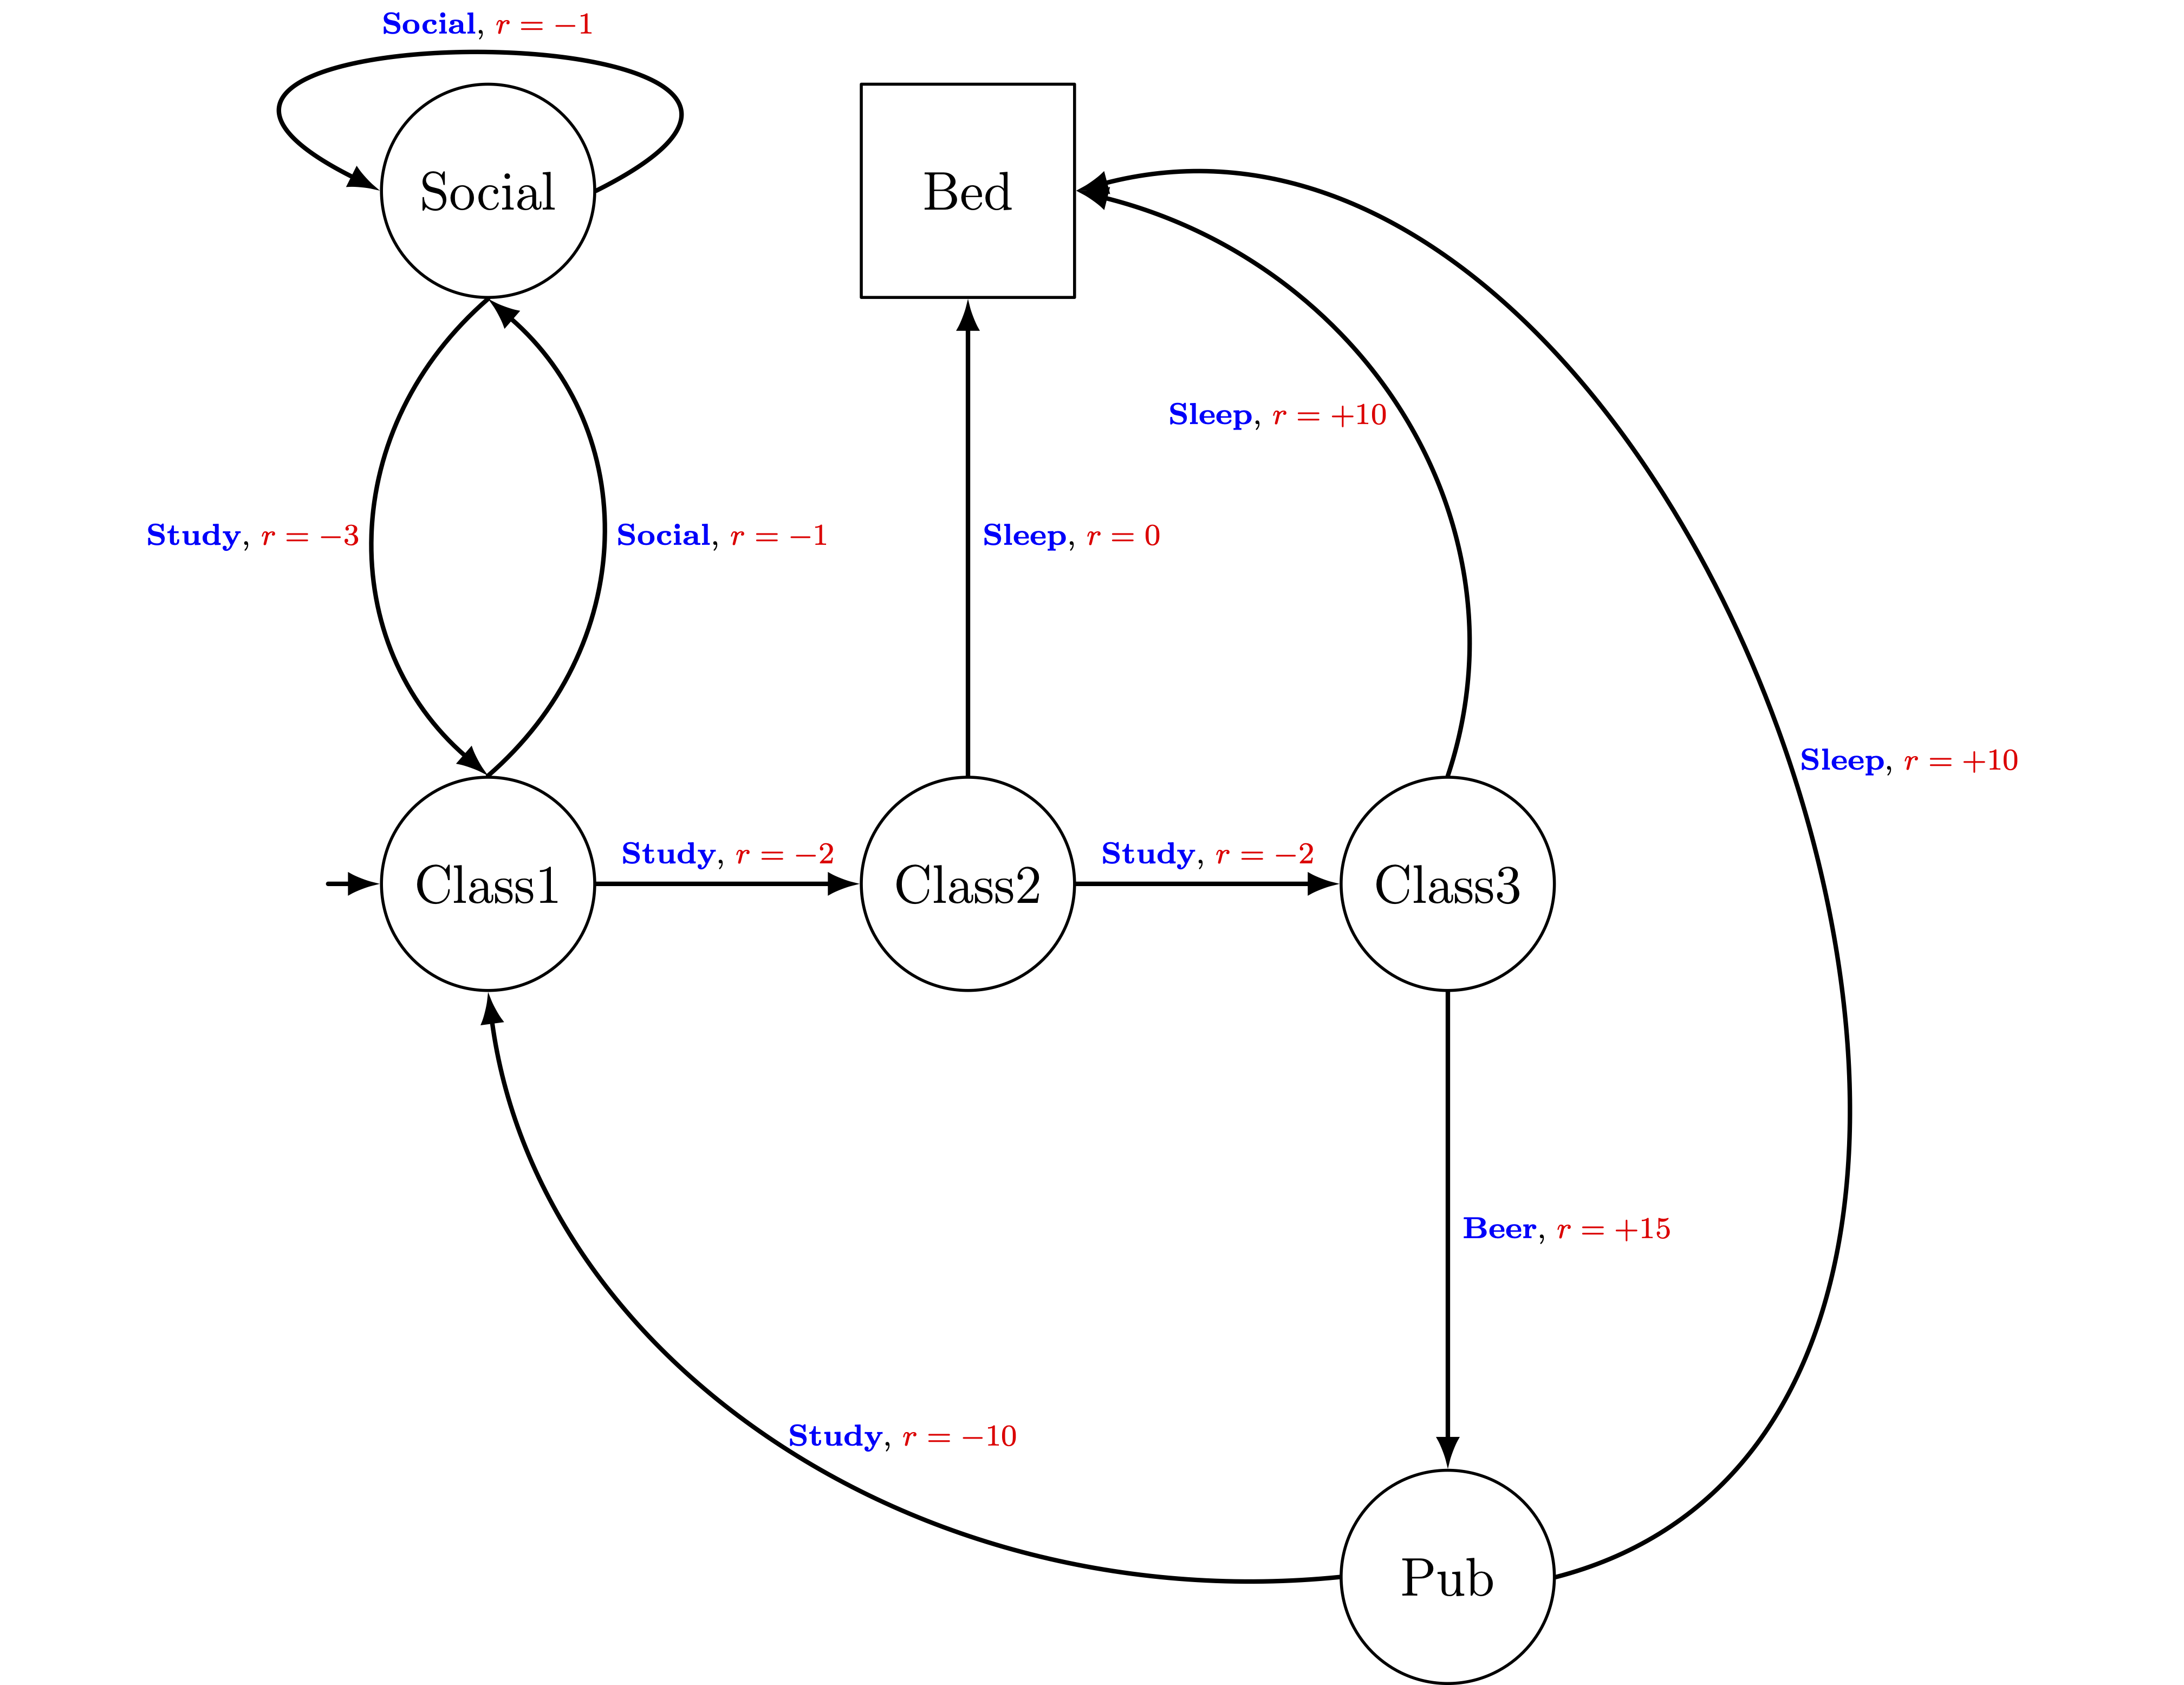 Social, r = −1
Social
Bed
Sleep, r = +10
Study, r = −3
Social, r = −1
Sleep, r = 0
Sleep, r = +10
Study, r = −2
Study, r = −2
Class1
Class2
Class3
Beer, r = +15
Study, r = −10
Pub